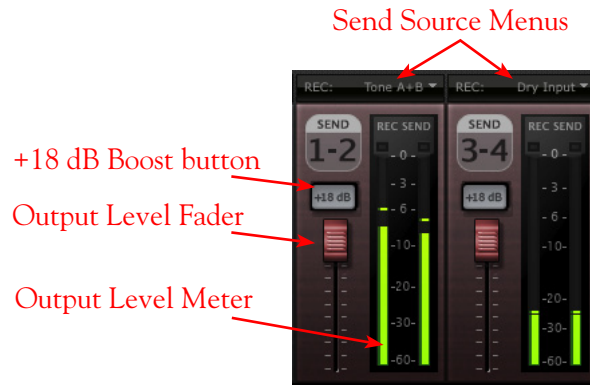 Send Source Menus
REC: Tone A+B REC: Dry Input
SEND
1-2
REC SEND
SEND
3-4
REC SEND
+18 dB Boost button
+18 dB
+18 dB
Output Level Fader
Output Level Meter
- 0 -
- 3 -
- 6 -
-10-
-20-
-30-
-60-
- 0 -
- 3 -
- 6 -
-10-
-20-
-30-
-60-